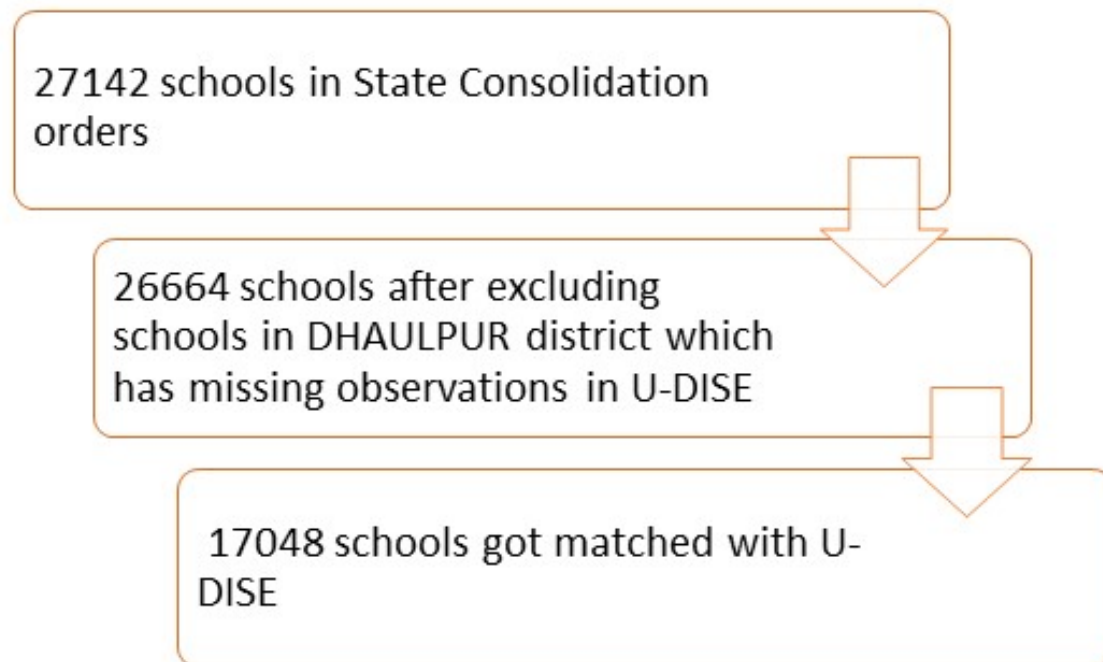 27142 schools in State Consolidation
orders
26664 schools after excluding
schools in DHAULPUR district which
has missing observations in U-DISE
17048 schools got matched with U-
DISE